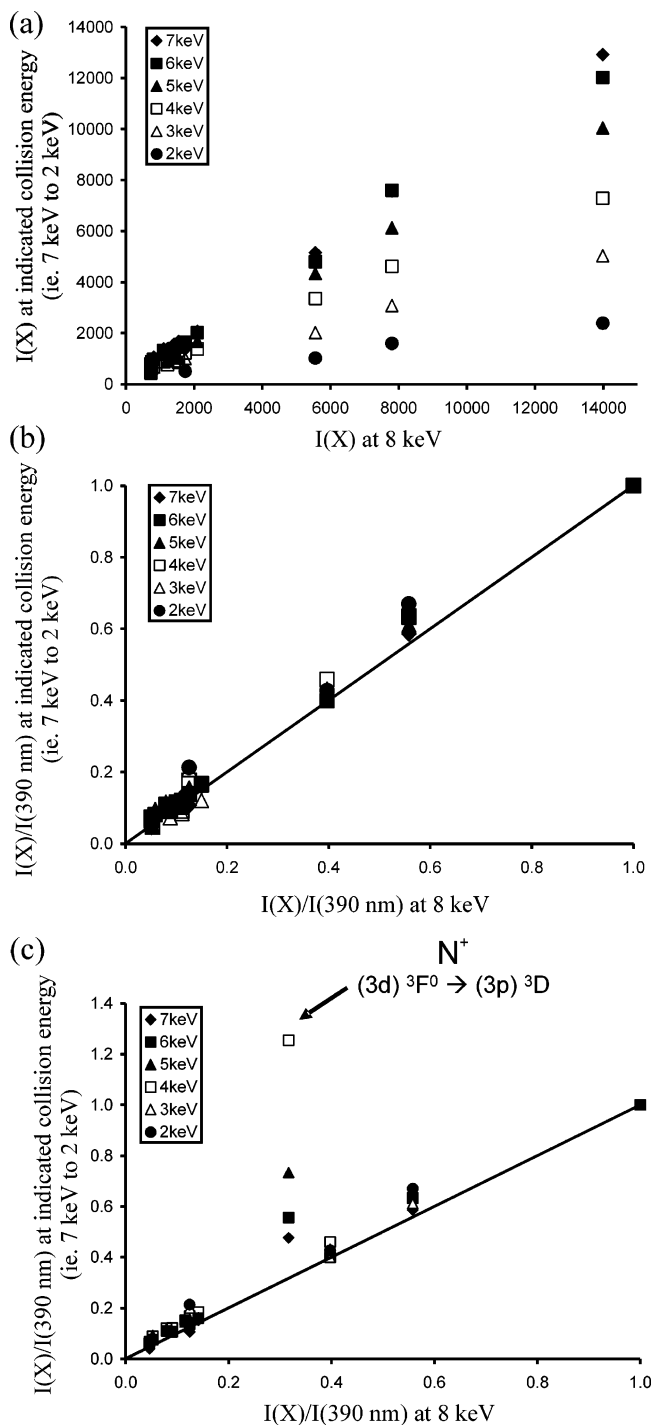 (a)
I(X) at indicated collision energy
(ie. 7 keV to 2 keV)
14000
12000
10000
8000
6000
4000
2000
0
7keV
6keV
5keV
4keV
3keV
2keV
0 2000 4000 6000 8000 10000 12000 14000
I(X) at 8 keV
(b)
I(X)/I(390 nm) at indicated collision energy
(ie. 7 keV to 2 keV)
1.0
0.8
0.6
0.4
0.2
0.0
7keV
6keV
5keV
4keV
3keV
2keV
0.0 0.2 0.4 0.6 0.8 1.0
I(X)/I(390 nm) at 8 keV
(c)
N⁺
(3d) ³F⁰ → (3p) ³D
I(X)/I(390 nm) at indicated collision energy
(ie. 7 keV to 2 keV)
1.4
1.2
1.0
0.8
0.6
0.4
0.2
0.0
7keV
6keV
5keV
4keV
3keV
2keV
0.0 0.2 0.4 0.6 0.8 1.0
I(X)/I(390 nm) at 8 keV